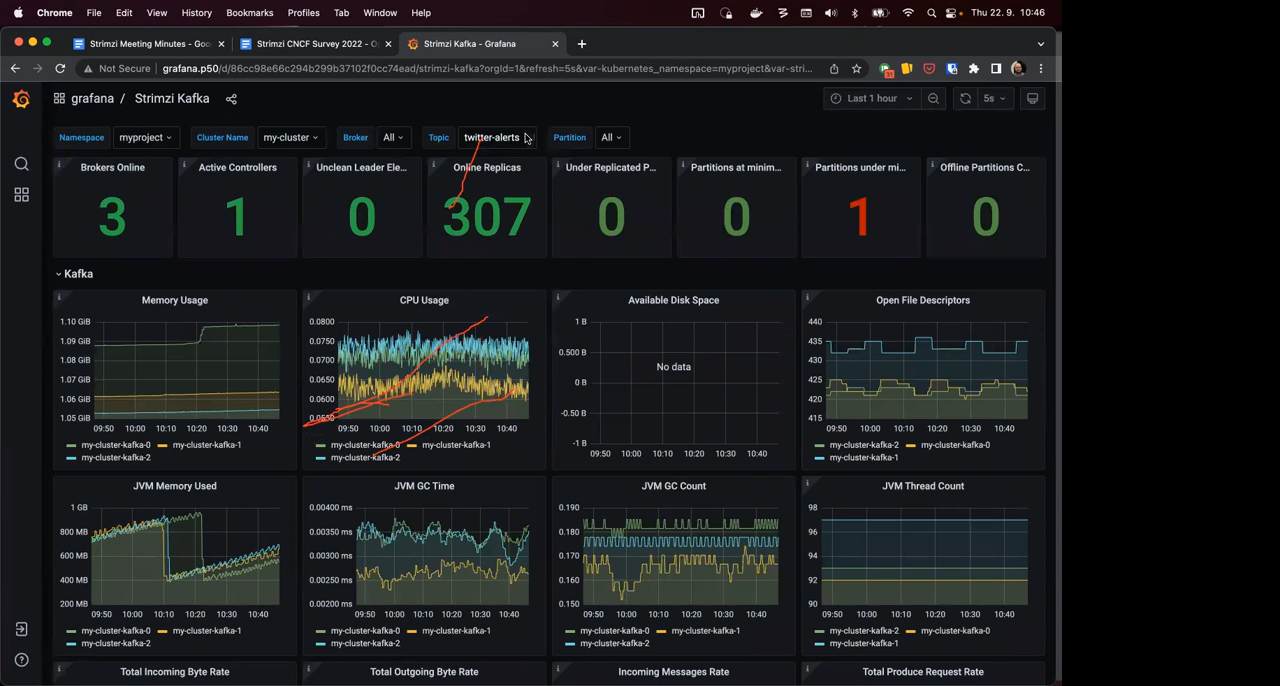 Chrome File Edit View History Bookmarks Profiles Tab Window Help Thu 22. 9. 10:46
Strimzi Meeting Minutes - Goo Strimzi CNCF Survey 2022 - O Strimzi Kafka - Grafana
Not Secure grafana.p50/d/86cc98e66c294b299b37102f0cc74ead/strimzi-kafka?orgId=1&refresh=5s&var-kubernetes_namespace=myproject&var-stri... 31
grafana / Strimzi Kafka Last 1 hour 5s
Namespace myproject Cluster Name my-cluster Broker All Topic twitter-alerts Partition All
Brokers Online Active Controllers Unclean Leader Ele... Online Replicas Under Replicated P... Partitions at minim... Partitions under mi... Offline Partitions C...
3 1 0 307 0 0 1 0
Kafka
Memory Usage
1.10 GiB
1.09 GiB
1.08 GiB
1.07 GiB
1.06 GiB
1.05 GiB
09:50 10:00 10:10 10:20 10:30 10:40
my-cluster-kafka-0 my-cluster-kafka-1
my-cluster-kafka-2
CPU Usage
0.0800
0.0750
0.0700
0.0650
0.0600
0.0550
09:50 10:00 10:10 10:20 10:30 10:40
my-cluster-kafka-0 my-cluster-kafka-1
my-cluster-kafka-2
Available Disk Space
1 B
0.500 B
0 B
-0.50 B
-1 B
No data
09:50 10:00 10:10 10:20 10:30 10:40
Open File Descriptors
440
435
430
425
420
415
09:50 10:00 10:10 10:20 10:30 10:40
my-cluster-kafka-2 my-cluster-kafka-0
my-cluster-kafka-1
JVM Memory Used
1 GB
800 MB
600 MB
400 MB
200 MB
09:50 10:00 10:10 10:20 10:30 10:40
my-cluster-kafka-0 my-cluster-kafka-1
my-cluster-kafka-2
JVM GC Time
0.00400 ms
0.00350 ms
0.00300 ms
0.00250 ms
0.00200 ms
09:50 10:00 10:10 10:20 10:30 10:40
my-cluster-kafka-0 my-cluster-kafka-1
my-cluster-kafka-2
JVM GC Count
0.190
0.180
0.170
0.160
0.150
09:50 10:00 10:10 10:20 10:30 10:40
my-cluster-kafka-0 my-cluster-kafka-1
my-cluster-kafka-2
JVM Thread Count
98
96
94
92
90
09:50 10:00 10:10 10:20 10:30 10:40
my-cluster-kafka-2 my-cluster-kafka-0
my-cluster-kafka-1
Total Incoming Byte Rate Total Outgoing Byte Rate Incoming Messages Rate Total Produce Request Rate